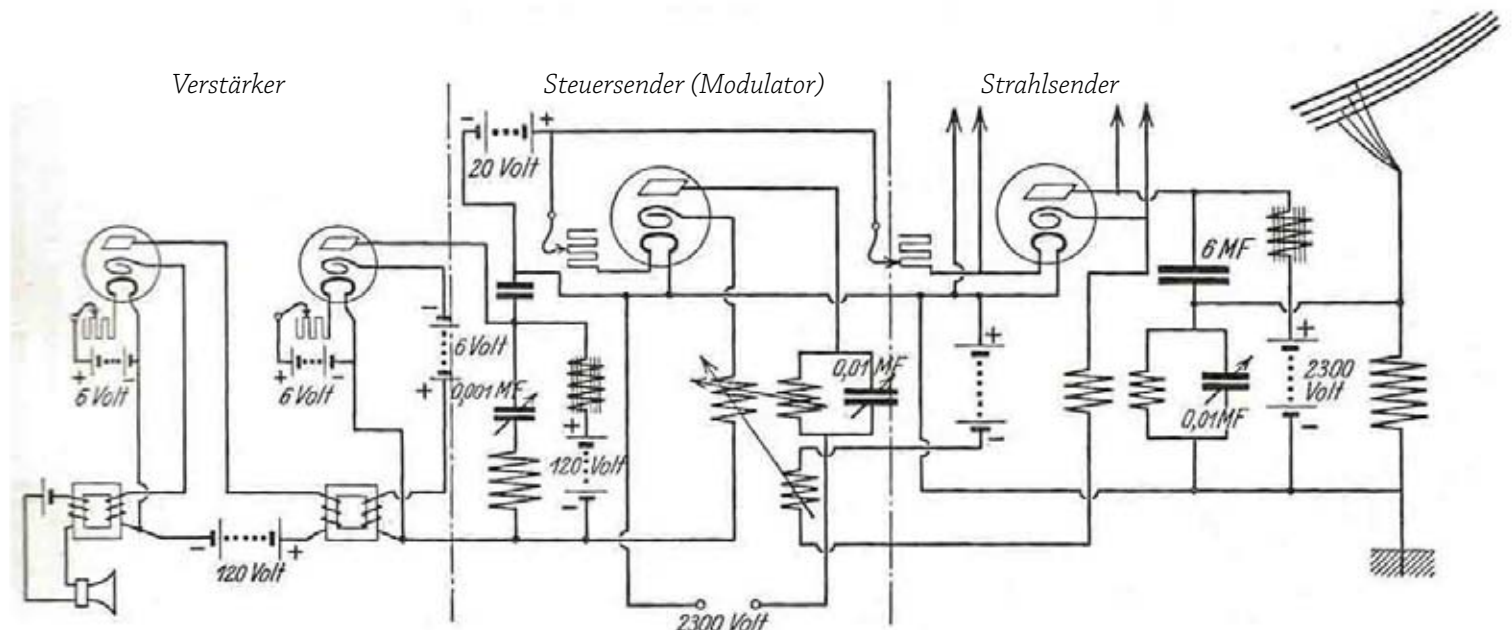 Verstärker
Steuersender (Modulator)
Strahlsender
- +
20 Volt
6 MF
-
6 Volt
+
+ -
6 Volt
+ -
6 Volt
0,001 MF
0,01 MF
+
-
+
2300
Volt
-
0,01 MF
+
120 Volt
-
- +
120 Volt
2300 Volt